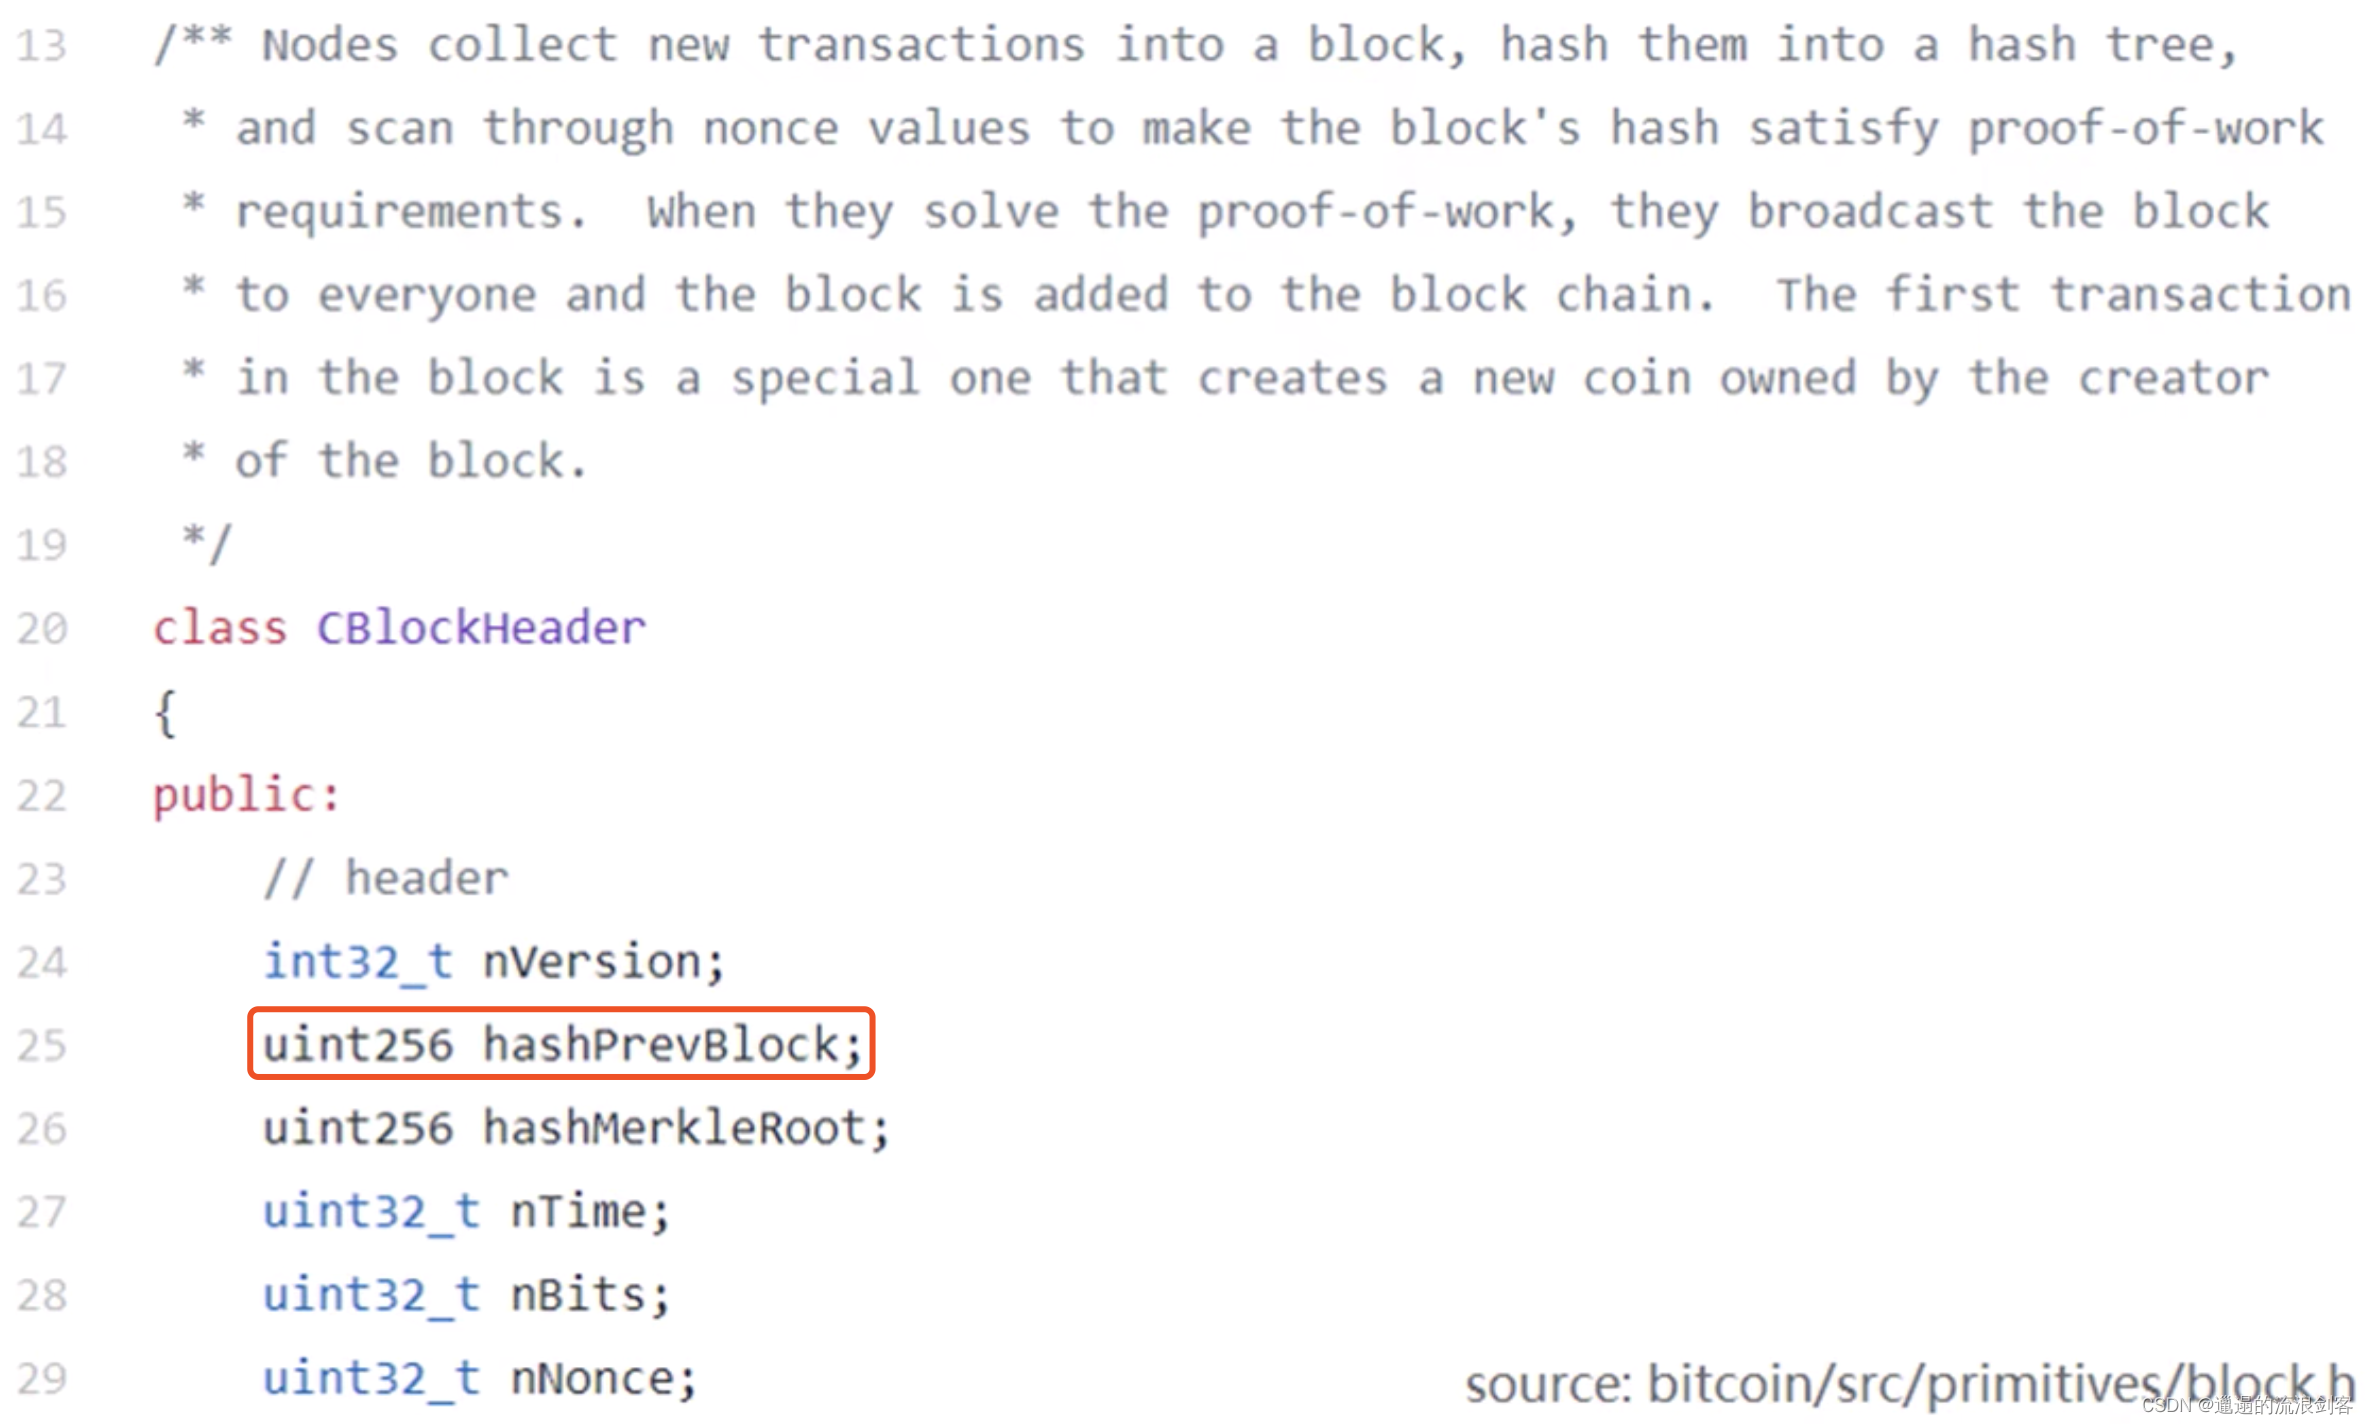 13 /** Nodes collect new transactions into a block, hash them into a hash tree,
14 * and scan through nonce values to make the block's hash satisfy proof-of-work
15 * requirements.  When they solve the proof-of-work, they broadcast the block
16 * to everyone and the block is added to the block chain.  The first transaction
17 * in the block is a special one that creates a new coin owned by the creator
18 * of the block.
19 */
20 class CBlockHeader
21 {
22 public:
23 // header
24 int32_t nVersion;
25 uint256 hashPrevBlock;
26 uint256 hashMerkleRoot;
27 uint32_t nTime;
28 uint32_t nBits;
29 uint32_t nNonce;
source: bitcoin/src/primitives/block.h
CSDN @邋遢的流浪剑客